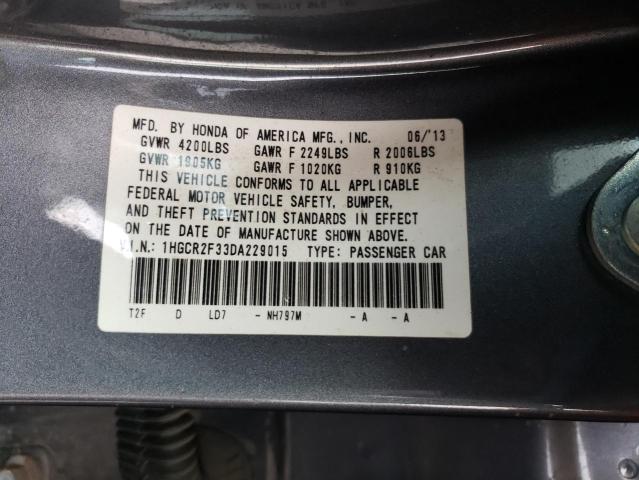 MFD. BY HONDA OF AMERICA MFG., INC. 06/'13
GVWR 4200LBS GAWR F 2249LBS R 2006LBS
GVWR 1905KG GAWR F 1020KG R 910KG
THIS VEHICLE CONFORMS TO ALL APPLICABLE
FEDERAL MOTOR VEHICLE SAFETY, BUMPER,
AND THEFT PREVENTION STANDARDS IN EFFECT
ON THE DATE OF MANUFACTURE SHOWN ABOVE.
V.I.N.: 1HGCR2F33DA229015 TYPE: PASSENGER CAR
T2F D LD7 - NH797M - A - A